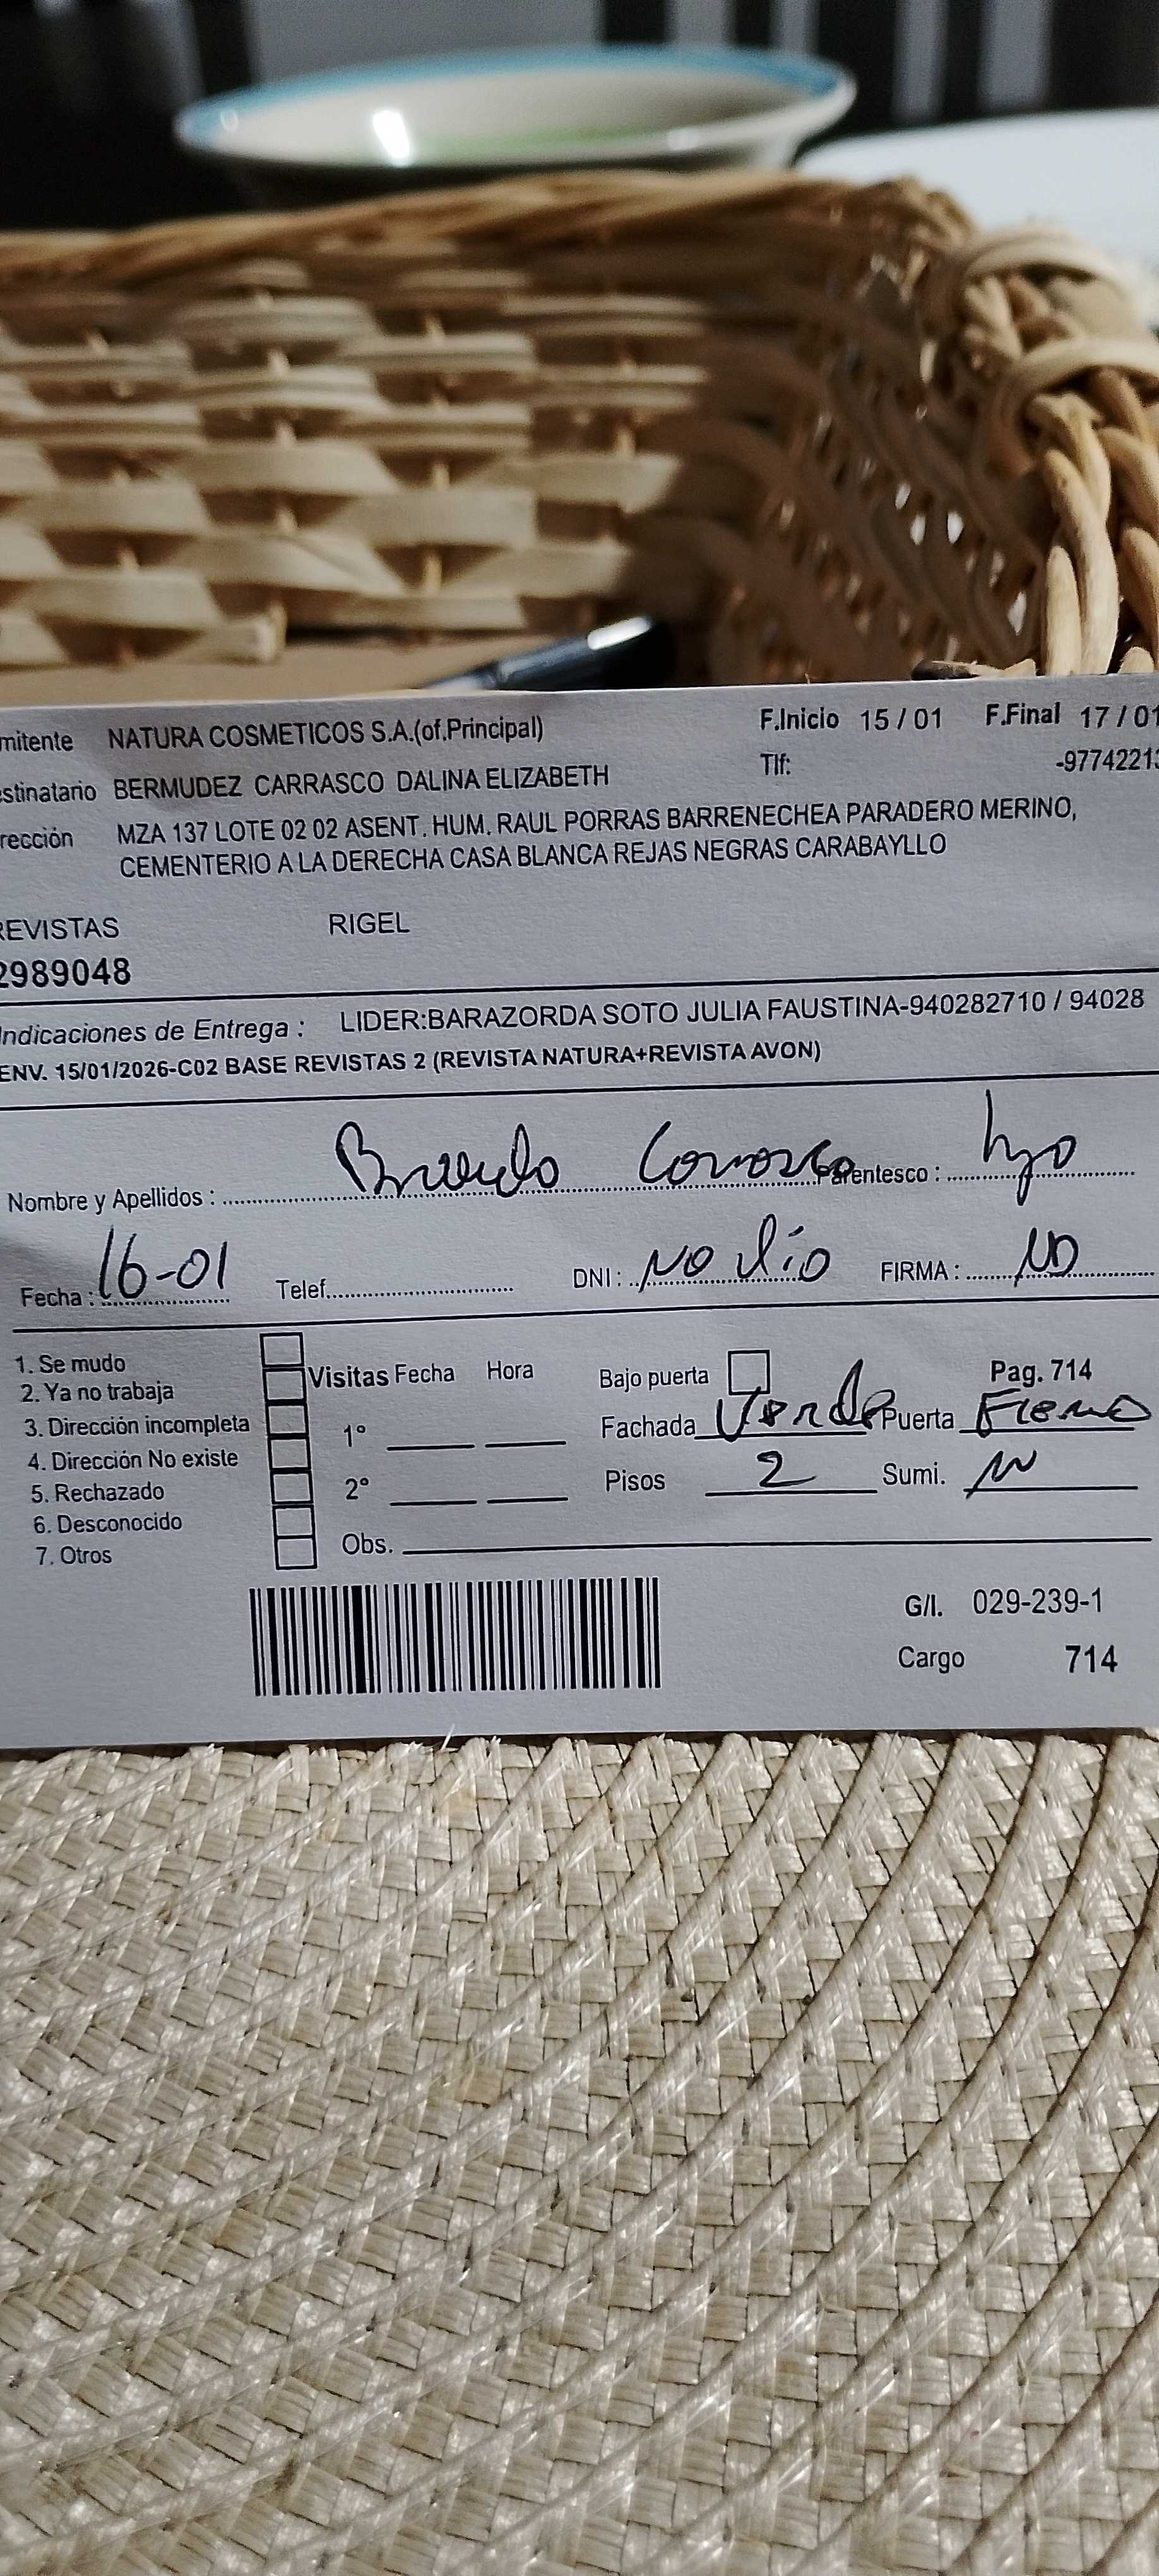 mitente NATURA COSMETICOS S.A.(of.Principal) F.Inicio 15 / 01 F.Final 17 / 01
estinatario BERMUDEZ CARRASCO DALINA ELIZABETH Tlf: -97742213
rección MZA 137 LOTE 02 02 ASENT. HUM. RAUL PORRAS BARRENECHEA PARADERO MERINO,
CEMENTERIO A LA DERECHA CASA BLANCA REJAS NEGRAS CARABAYLLO
REVISTAS RIGEL
2989048
Indicaciones de Entrega : LIDER:BARAZORDA SOTO JULIA FAUSTINA-940282710 / 94028
ENV. 15/01/2026-C02 BASE REVISTAS 2 (REVISTA NATURA+REVISTA AVON)
Nombre y Apellidos : Carrasco Parentesco : hijo
Fecha : 16-01 Telef. DNI : NO dio FIRMA :
1. Se mudo
2. Ya no trabaja
3. Dirección incompleta
4. Dirección No existe
5. Rechazado
6. Desconocido
7. Otros
Visitas Fecha Hora
1º
2º
Obs.
Bajo puerta Pag. 714
Fachada Verde Puerta Fierro
Pisos 2 Sumi.
G/I. 029-239-1
Cargo 714